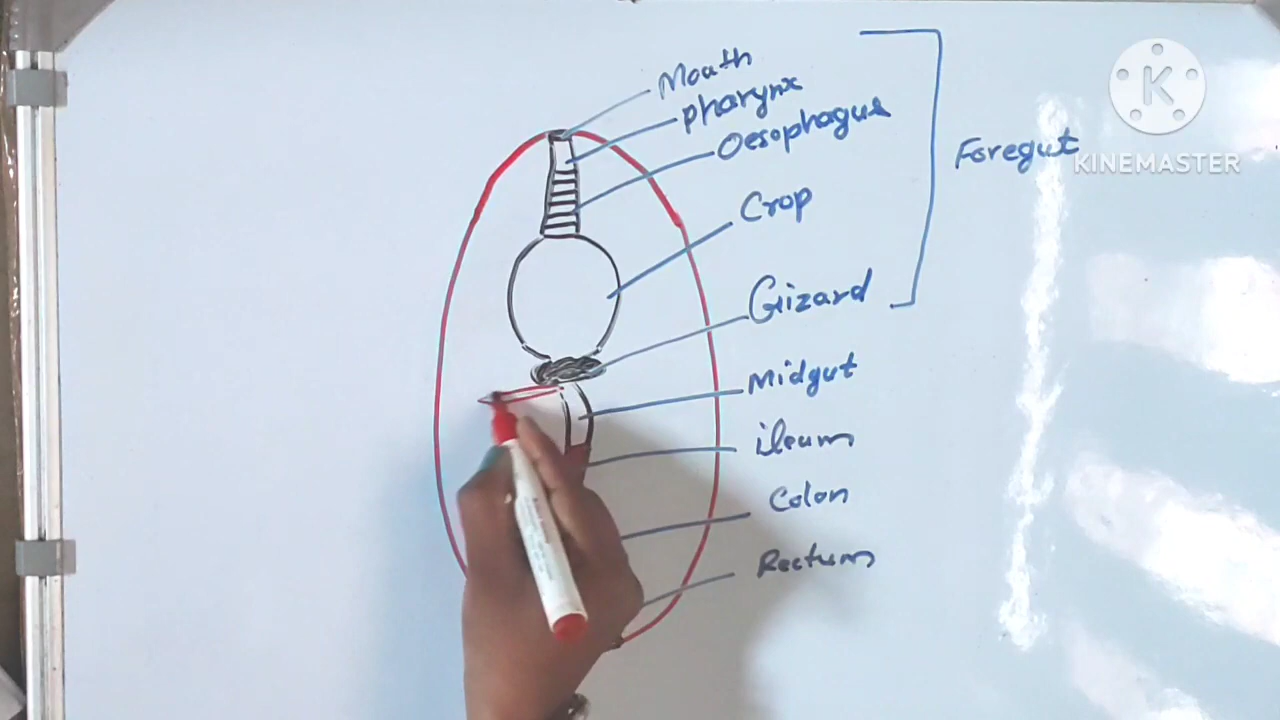 Mouth
pharynx
Oesophagus
Crop
Foregut
Gizard
Midgut
ileum
Colon
Rectum
K
KINEMASTER